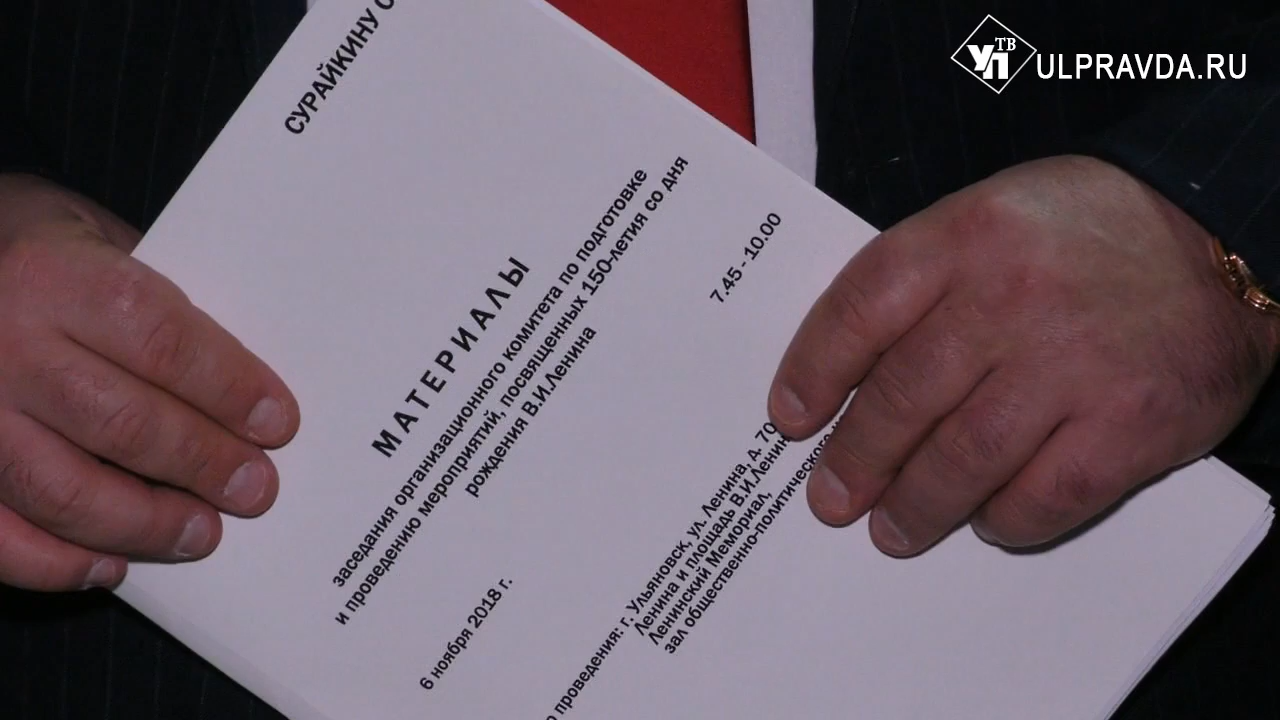 УП ТВ
ULPRAVDA.RU
СУРАЙКИНУ
МАТЕРИАЛЫ
заседания организационного комитета по подготовке
и проведению мероприятий, посвященных 150-летия со дня
рождения В.И.Ленина
6 ноября 2018 г.
7.45 - 10.00
проведения: г. Ульяновск, ул. Ленина, д. 70
Ленина и площадь В.И.Ленин
Ленинский Мемориал,
зал общественно-политического